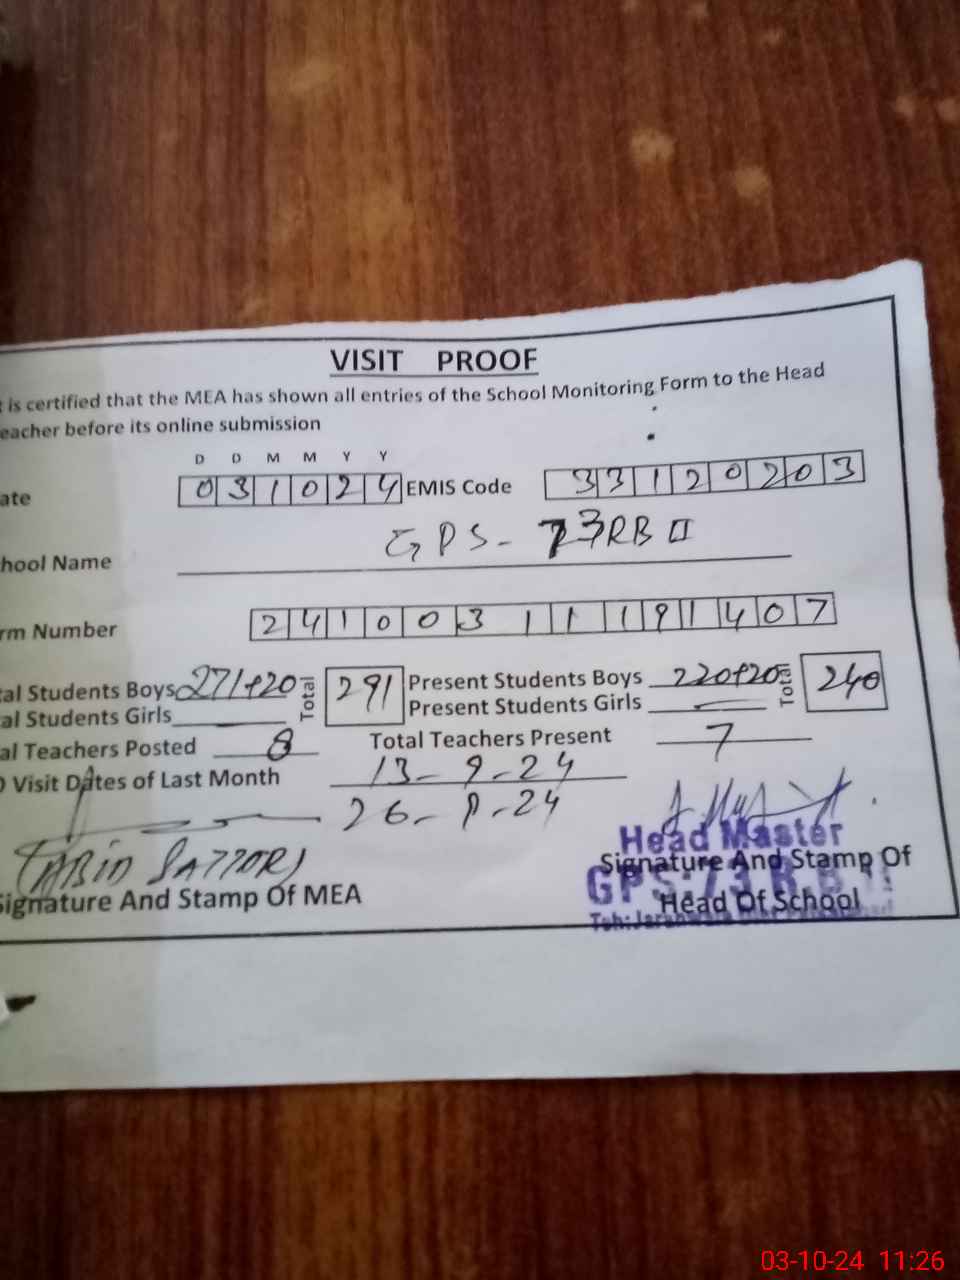 VISIT PROOF
t is certified that the MEA has shown all entries of the School Monitoring Form to the Head
eacher before its online submission
D D M M Y Y
ate 0 3 1 0 2 4 EMIS Code 3 3 1 2 0 2 0 3
GPS- 73RB II
hool Name
rm Number 2 4 1 0 0 3 1 1 1 9 1 4 0 7
tal Students Boys 271+20 Total 291 Present Students Boys 220+20 Total 240
al Students Girls Present Students Girls
al Teachers Posted 8 Total Teachers Present 7
O Visit Dates of Last Month 13-9-24
26-9-24
Head Master
Signature And Stamp Of
GPS:73 R.B
ignature And Stamp Of MEA Head Of School
03-10-24 11:26